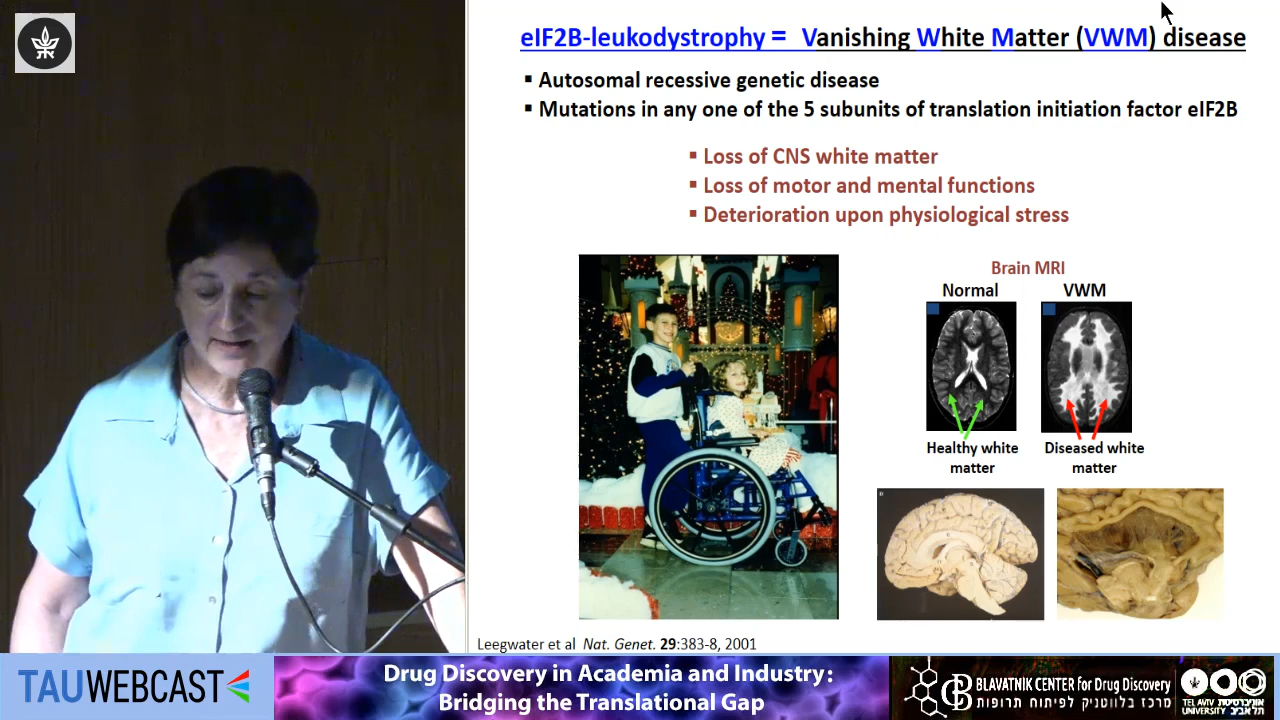 eIF2B-leukodystrophy = Vanishing White Matter (VWM) disease
▪ Autosomal recessive genetic disease
▪ Mutations in any one of the 5 subunits of translation initiation factor eIF2B
▪ Loss of CNS white matter
▪ Loss of motor and mental functions
▪ Deterioration upon physiological stress
Brain MRI
Normal
VWM
Healthy white
matter
Diseased white
matter
Leegwater et al Nat. Genet. 29:383-8, 2001
TAUWEBCAST
Drug Discovery in Academia and Industry:
Bridging the Translational Gap
BLAVATNIK CENTER for Drug Discovery
מרכז בלווטניק לפיתוח תרופות
TEL AVIV UNIVERSITY
אוניברסיטת תל אביב